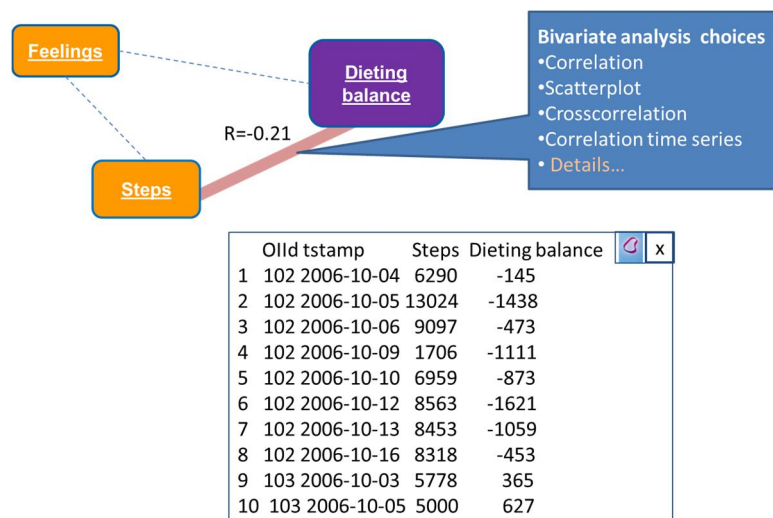 Feelings
Dieting
balance
R=-0.21
Steps
Bivariate analysis choices
•Correlation
•Scatterplot
•Crosscorrelation
•Correlation time series
• Details...
OIId tstamp Steps Dieting balance x
1 102 2006-10-04 6290 -145
2 102 2006-10-05 13024 -1438
3 102 2006-10-06 9097 -473
4 102 2006-10-09 1706 -1111
5 102 2006-10-10 6959 -873
6 102 2006-10-12 8563 -1621
7 102 2006-10-13 8453 -1059
8 102 2006-10-16 8318 -453
9 103 2006-10-03 5778 365
10 103 2006-10-05 5000 627